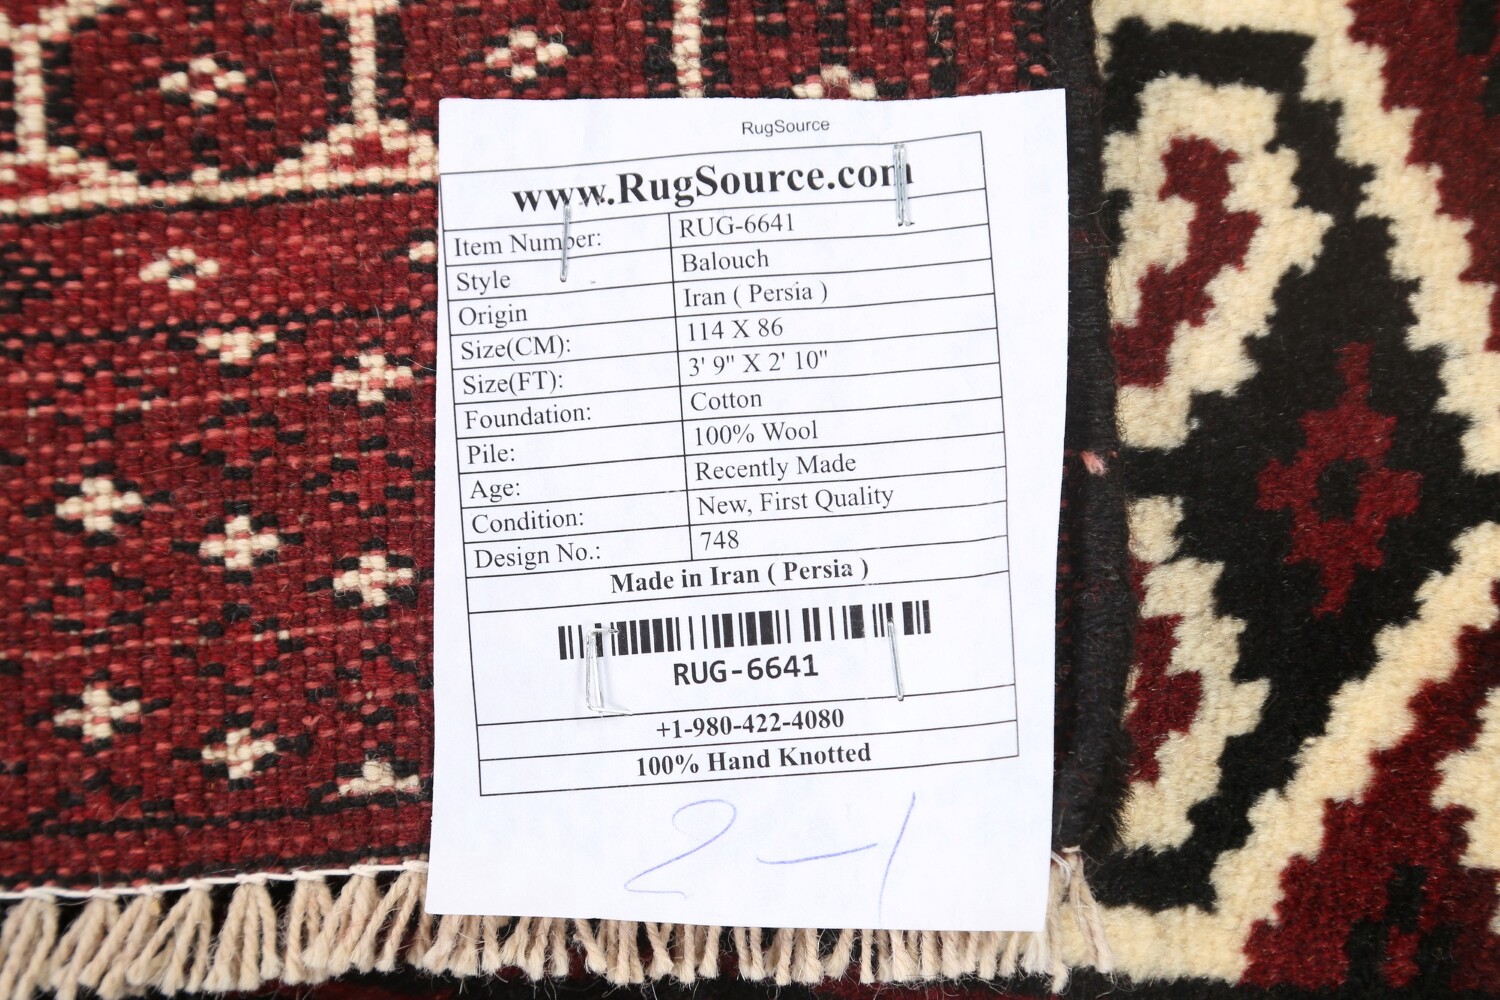 RugSource
www.RugSource.com
Item Number: RUG-6641
Style Balouch
Origin Iran ( Persia )
Size(CM): 114 X 86
Size(FT): 3' 9" X 2' 10"
Foundation: Cotton
Pile: 100% Wool
Age: Recently Made
Condition: New, First Quality
Design No.: 748
Made in Iran ( Persia )
RUG-6641
+1-980-422-4080
100% Hand Knotted
2-1